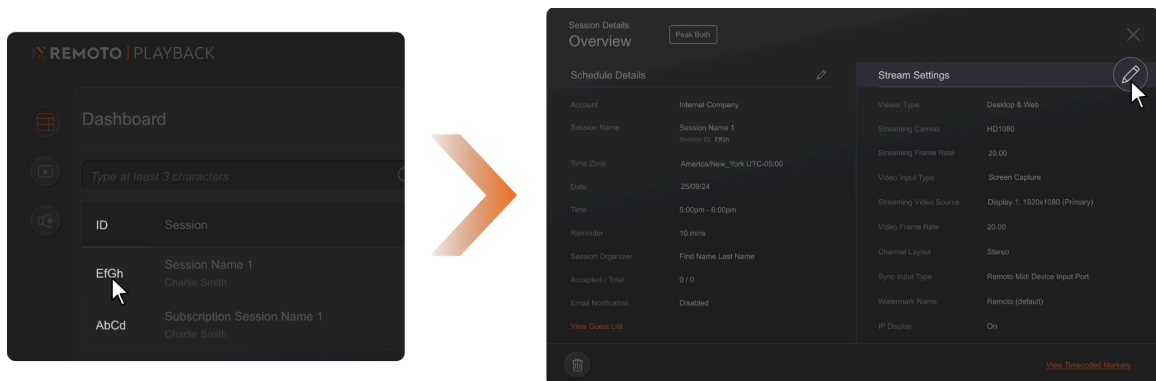 REMOTO | PLAYBACK
Dashboard
Type at least 3 characters
ID Session
EfGh Session Name 1
Charlie Smith
AbCd Subscription Session Name 1
Charlie Smith
Session Details
Overview Peak Both
Schedule Details
Account Internal Company
Session Name Session Name 1
Session ID: EfGh
Time Zone America/New_York UTC-05:00
Date 25/09/24
Time 5:00pm - 6:00pm
Reminder 10 mins
Session Organizer First Name Last Name
Accepted / Total 0 / 0
Email Notification Disabled
View Guest List
Stream Settings
Viewer Type Desktop & Web
Streaming Canvas HD1080
Streaming Frame Rate 20.00
Video Input Type Screen Capture
Streaming Video Source Display 1: 1920x1080 (Primary)
Video Frame Rate 20.00
Channel Layout Stereo
Sync Input Type Remoto Midi Device Input Port
Watermark Name Remoto (default)
IP Display On
View Timecoded Markers